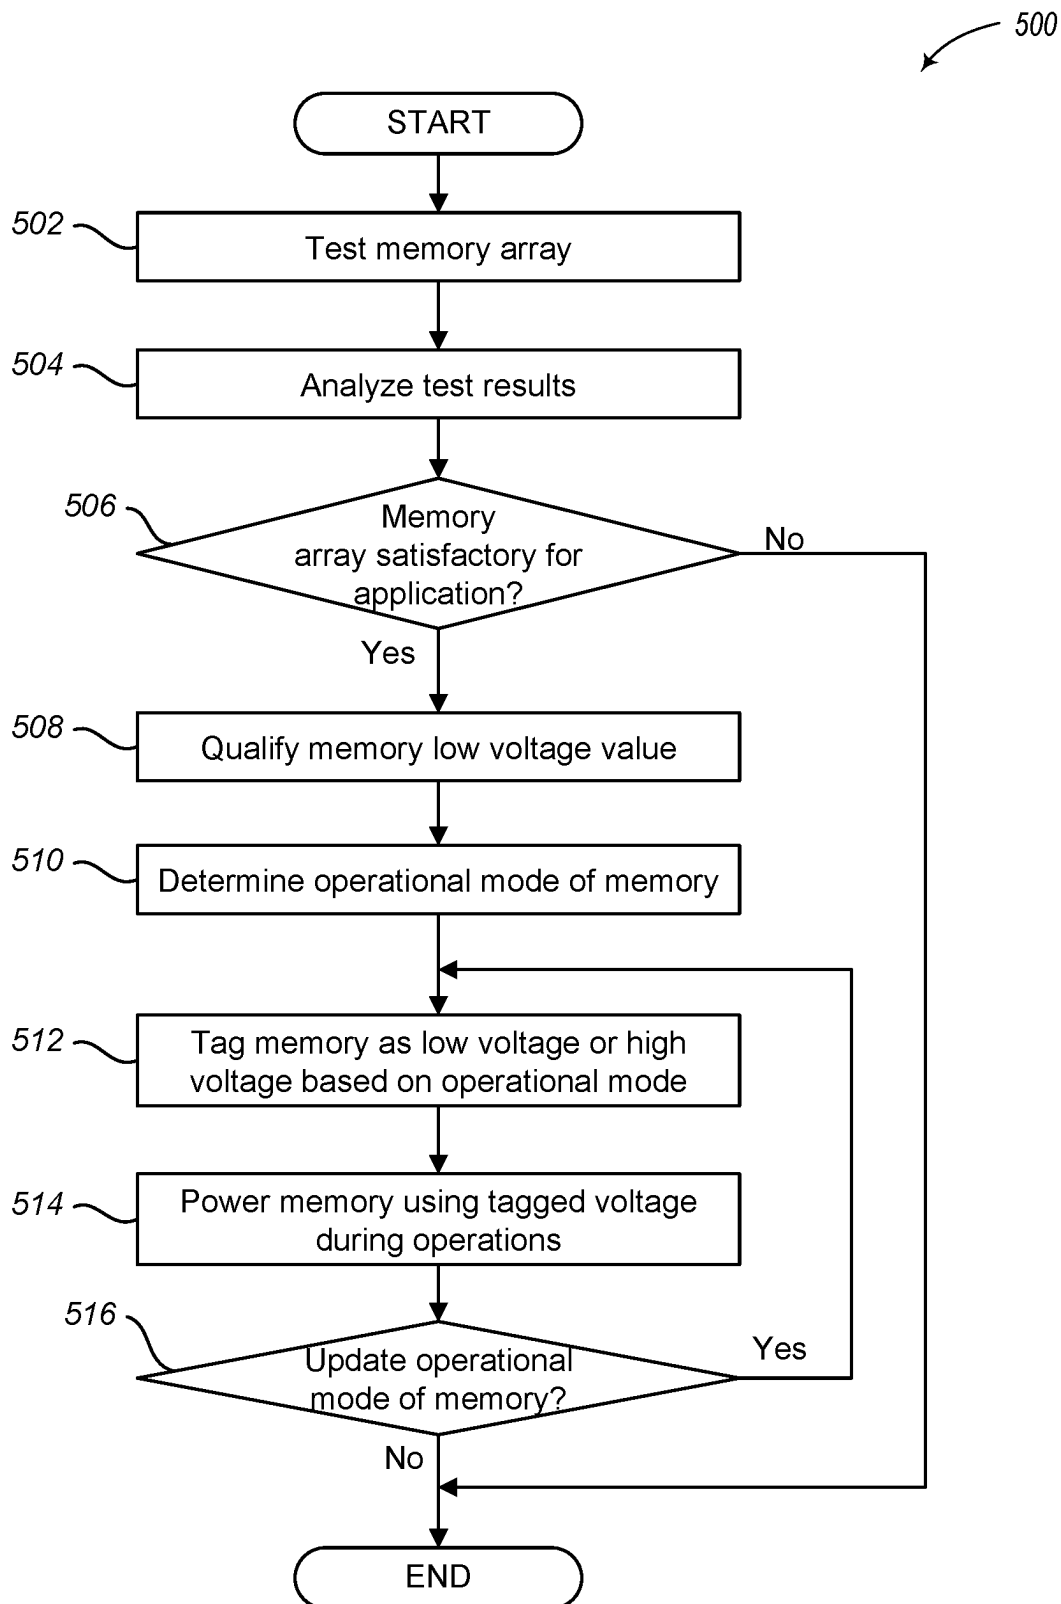 500
START
502
Test memory array
504
Analyze test results
506
Memory
array satisfactory for
application?
No
Yes
508
Qualify memory low voltage value
510
Determine operational mode of memory
512
Tag memory as low voltage or high
voltage based on operational mode
514
Power memory using tagged voltage
during operations
516
Update operational
mode of memory?
Yes
No
END